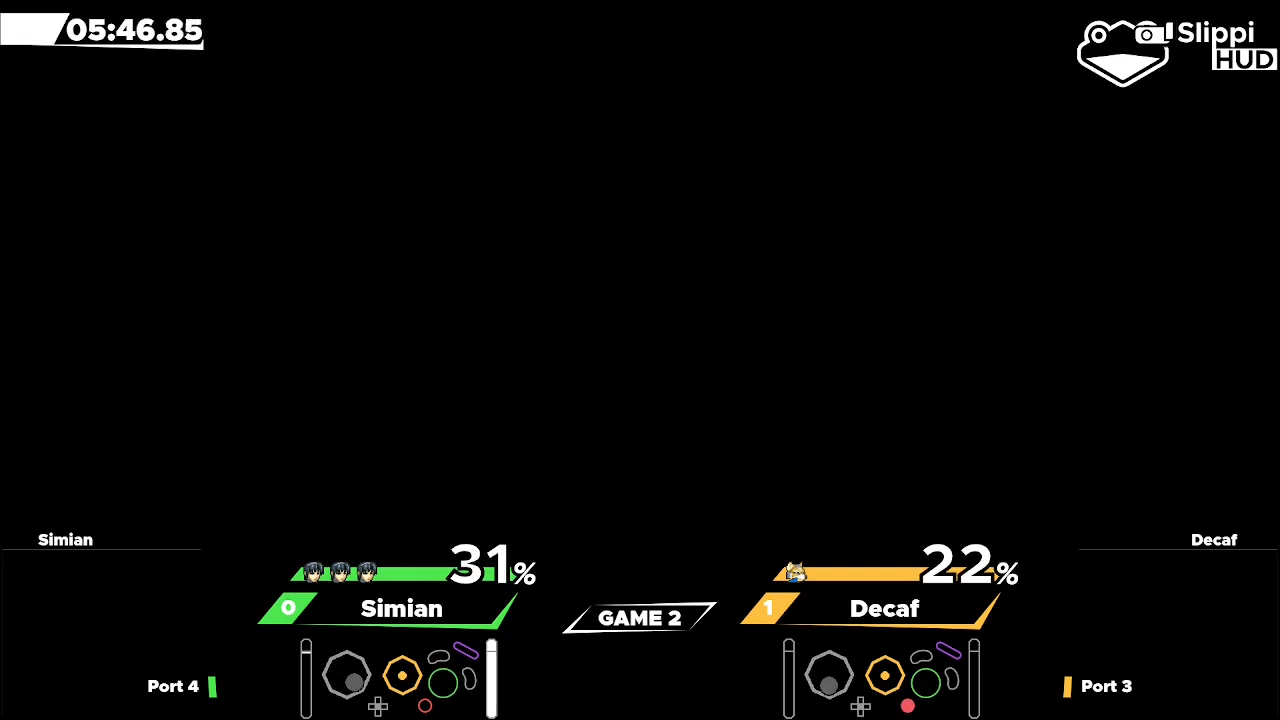 05:46.85
Slippi
HUD
Simian
Decaf
31%
22%
0 Simian
GAME 2
1 Decaf
Port 4
Port 3